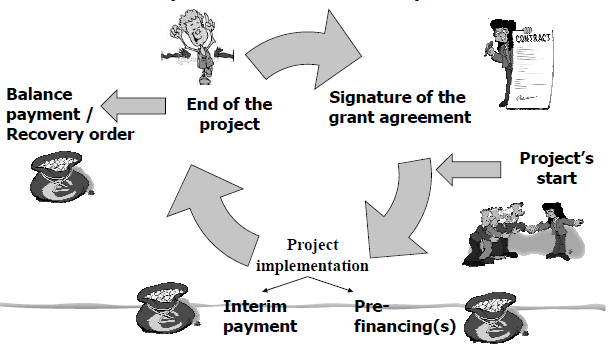 CONTRACT
End of the
project
Signature of the
grant agreement
Balance
payment /
Recovery order
Project's
start
Project
implementation
Interim
payment
Pre-
financing(s)